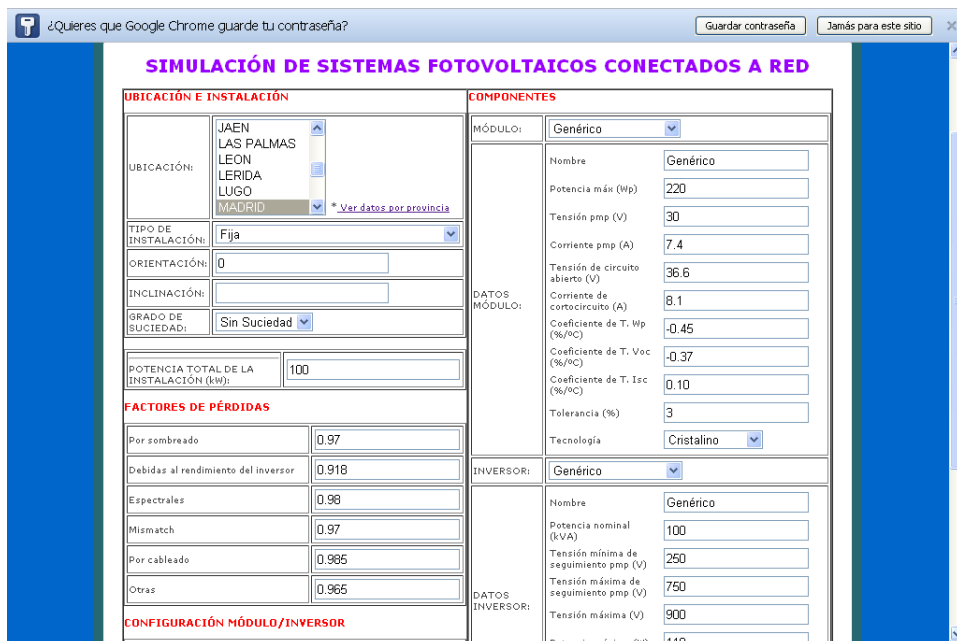 ¿Quieres que Google Chrome guarde tu contraseña?
Guardar contraseña
Jamás para este sitio
SIMULACIÓN DE SISTEMAS FOTOVOLTAICOS CONECTADOS A RED
UBICACIÓN E INSTALACIÓN
UBICACIÓN:
JAEN
LAS PALMAS
LEON
LERIDA
LUGO
MADRID
* Ver datos por provincia
TIPO DE
INSTALACIÓN:
Fija
ORIENTACIÓN:
0
INCLINACIÓN:
GRADO DE
SUCIEDAD:
Sin Suciedad
POTENCIA TOTAL DE LA
INSTALACIÓN (kW):
100
FACTORES DE PÉRDIDAS
Por sombreado
0.97
Debidas al rendimiento del inversor
0.918
Espectrales
0.98
Mismatch
0.97
Por cableado
0.985
Otras
0.965
CONFIGURACIÓN MÓDULO/INVERSOR
COMPONENTES
MÓDULO:
Genérico
DATOS
MÓDULO:
Nombre
Genérico
Potencia máx (Wp)
220
Tensión pmp (V)
30
Corriente pmp (A)
7.4
Tensión de circuito
abierto (V)
36.6
Corriente de
cortocircuito (A)
8.1
Coeficiente de T. Wp
(%/ºC)
-0.45
Coeficiente de T. Voc
(%/ºC)
-0.37
Coeficiente de T. Isc
(%/ºC)
0.10
Tolerancia (%)
3
Tecnología
Cristalino
INVERSOR:
Genérico
DATOS
INVERSOR:
Nombre
Genérico
Potencia nominal
(kVA)
100
Tensión mínima de
seguimiento pmp (V)
250
Tensión máxima de
seguimiento pmp (V)
750
Tensión máxima (V)
900